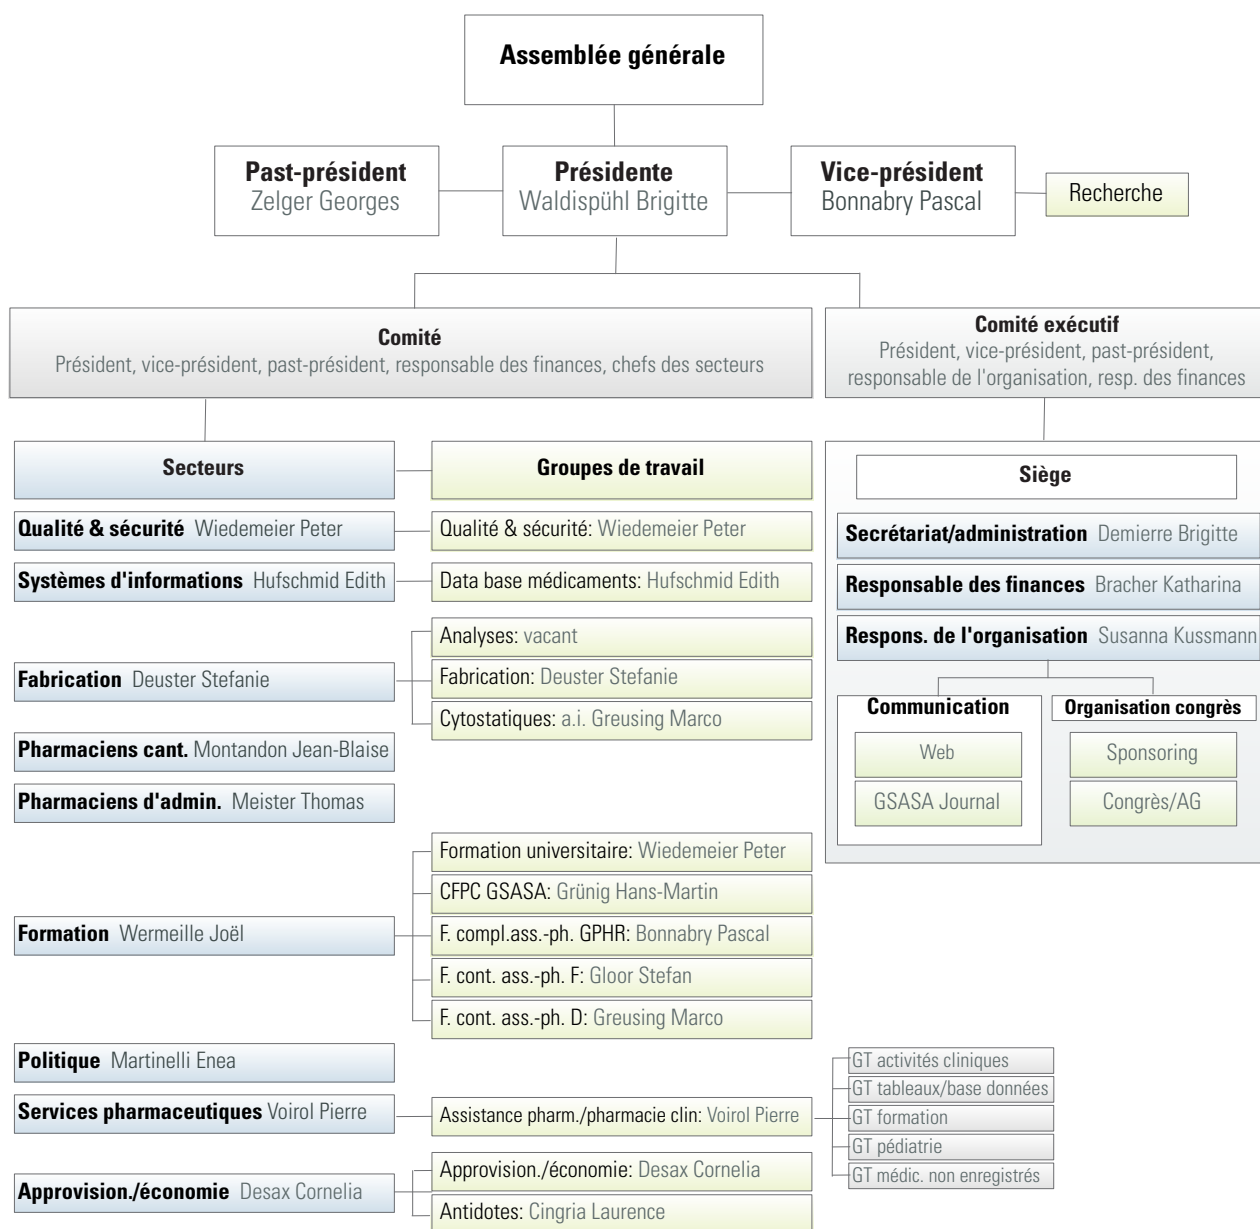 Assemblée générale
Past-président
Zelger Georges
Présidente
Waldispühl Brigitte
Vice-président
Bonnabry Pascal
Recherche
Comité
Président, vice-président, past-président, responsable des finances, chefs des secteurs
Comité exécutif
Président, vice-président, past-président,
responsable de l'organisation, resp. des finances
Secteurs
Groupes de travail
Qualité & sécurité Wiedemeier Peter
Qualité & sécurité: Wiedemeier Peter
Systèmes d'informations Hufschmid Edith
Data base médicaments: Hufschmid Edith
Fabrication Deuster Stefanie
Analyses: vacant
Fabrication: Deuster Stefanie
Cytostatiques: a.i. Greusing Marco
Pharmaciens cant. Montandon Jean-Blaise
Pharmaciens d'admin. Meister Thomas
Formation Wermeille Joël
Formation universitaire: Wiedemeier Peter
CFPC GSASA: Grünig Hans-Martin
F. compl.ass.-ph. GPHR: Bonnabry Pascal
F. cont. ass.-ph. F: Gloor Stefan
F. cont. ass.-ph. D: Greusing Marco
Politique Martinelli Enea
Services pharmaceutiques Voirol Pierre
Assistance pharm./pharmacie clin: Voirol Pierre
GT activités cliniques
GT tableaux/base données
GT formation
GT pédiatrie
GT médic. non enregistrés
Approvision./économie Desax Cornelia
Approvision./économie: Desax Cornelia
Antidotes: Cingria Laurence
Siège
Secrétariat/administration Demierre Brigitte
Responsable des finances Bracher Katharina
Respons. de l'organisation Susanna Kussmann
Communication
Web
GSASA Journal
Organisation congrès
Sponsoring
Congrès/AG